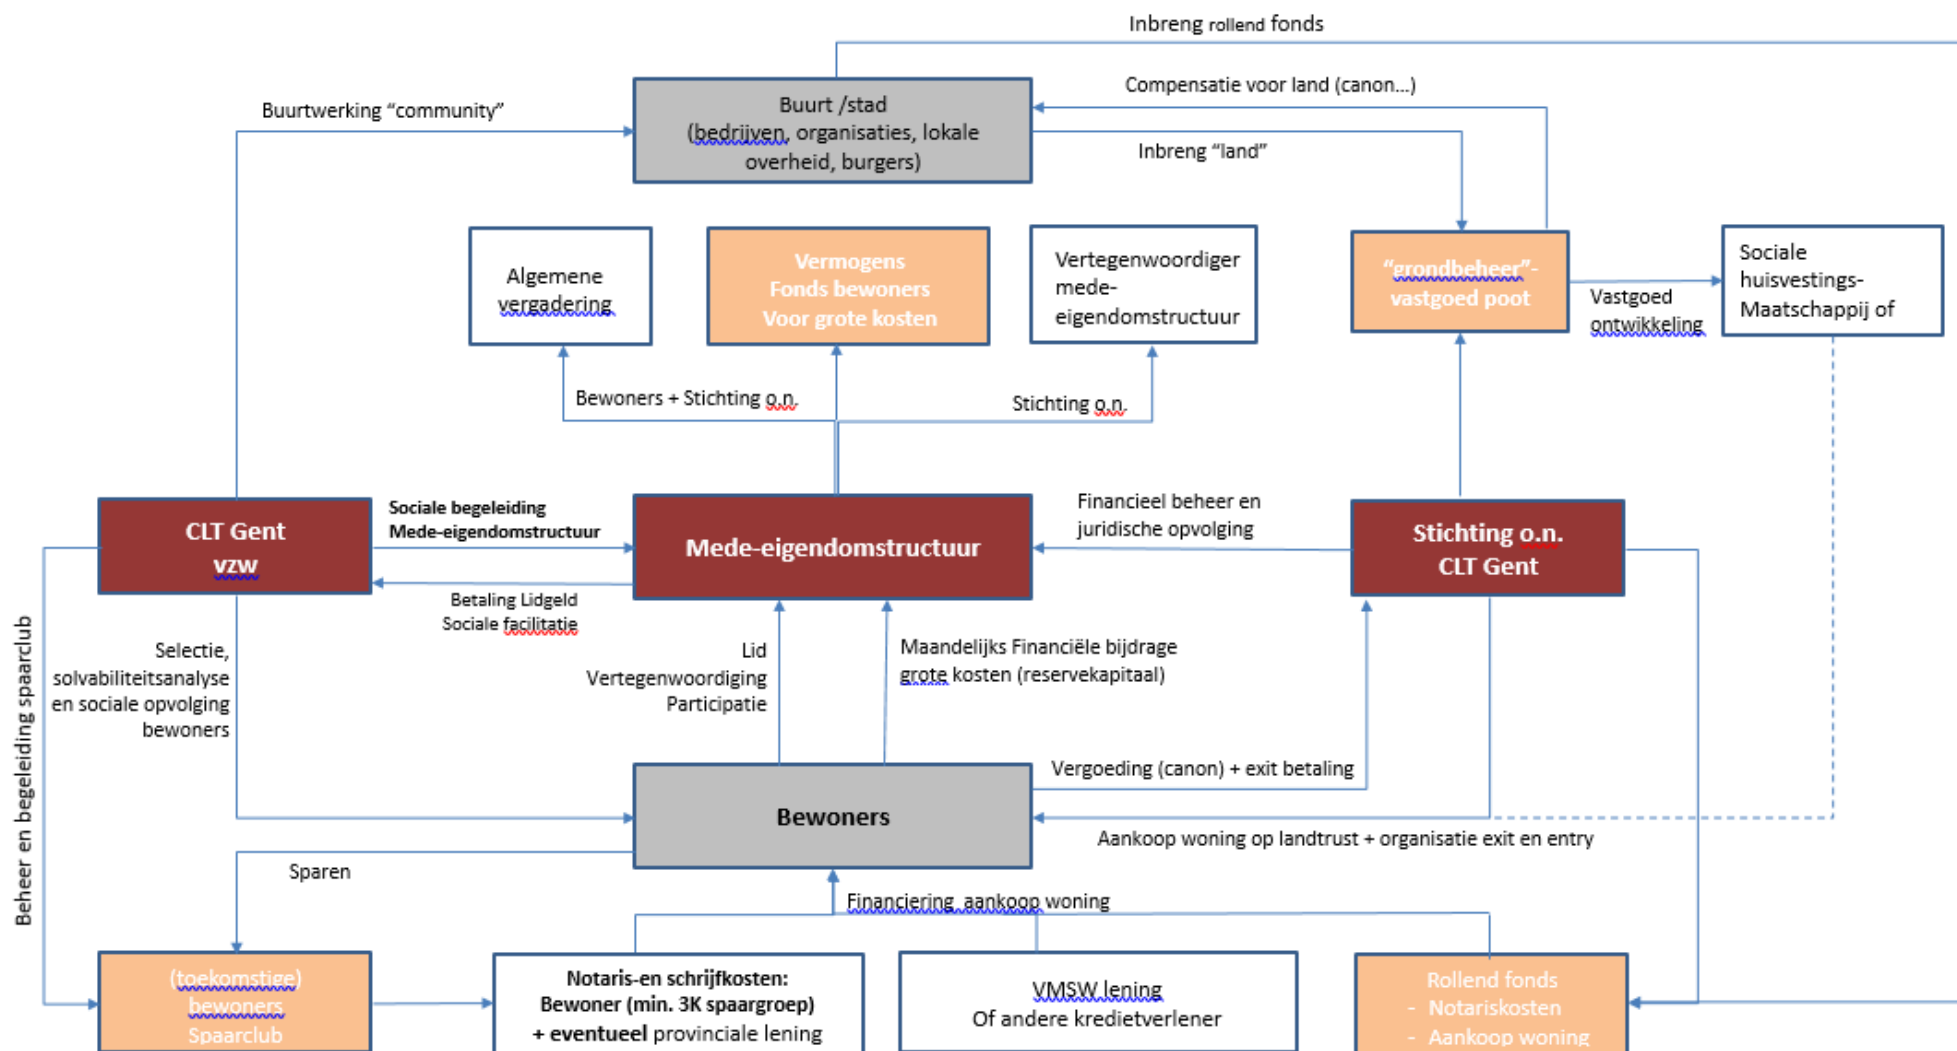 Inbreng rollend fonds
Compensatie voor land (canon...)
Buurtwerking “community”
Buurt /stad
(bedrijven, organisaties, lokale
overheid, burgers)
Inbreng “land”
Algemene
vergadering
Vermogens
Fonds bewoners
Voor grote kosten
Vertegenwoordiger
mede-
eigendomstructuur
“grondbeheer”-
vastgoed poot
Vastgoed
ontwikkeling
Sociale
huisvestings-
Maatschappij of
Bewoners + Stichting o.n.
Stichting o.n.
CLT Gent
vzw
Sociale begeleiding
Mede-eigendomstructuur
Mede-eigendomstructuur
Financieel beheer en
juridische opvolging
Stichting o.n.
CLT Gent
Betaling Lidgeld
Sociale facilitatie
Beheer en begeleiding spaarclub
Selectie,
solvabiliteitsanalyse
en sociale opvolging
bewoners
Lid
Vertegenwoordiging
Participatie
Maandelijks Financiële bijdrage
grote kosten (reservekapitaal)
Vergoeding (canon) + exit betaling
Bewoners
Aankoop woning op landtrust + organisatie exit en entry
Sparen
Financiering aankoop woning
(toekomstige)
bewoners
Spaarclub
Notaris-en schrijfkosten:
Bewoner (min. 3K spaargroep)
+ eventueel provinciale lening
VMSW lening
Of andere kredietverlener
Rollend fonds
- Notariskosten
- Aankoop woning